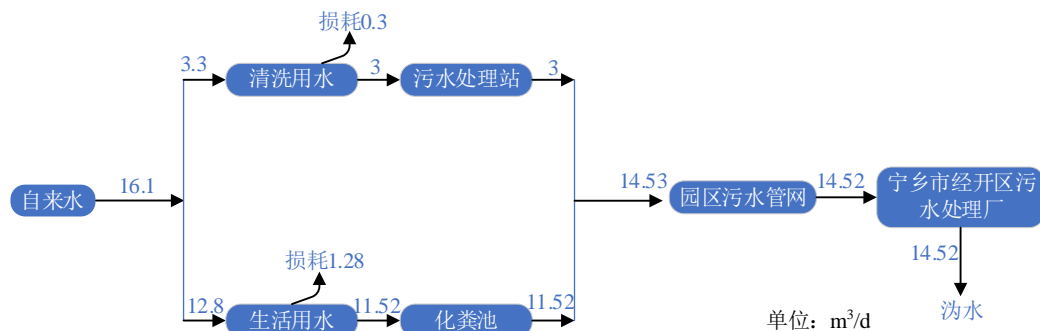 损耗0.3
3.3
清洗用水
3
污水处理站
3
自来水
16.1
14.53
园区污水管网
14.52
宁乡市经开区污
水处理厂
14.52
沩水
损耗1.28
12.8
生活用水
11.52
化粪池
11.52
单位：m³/d